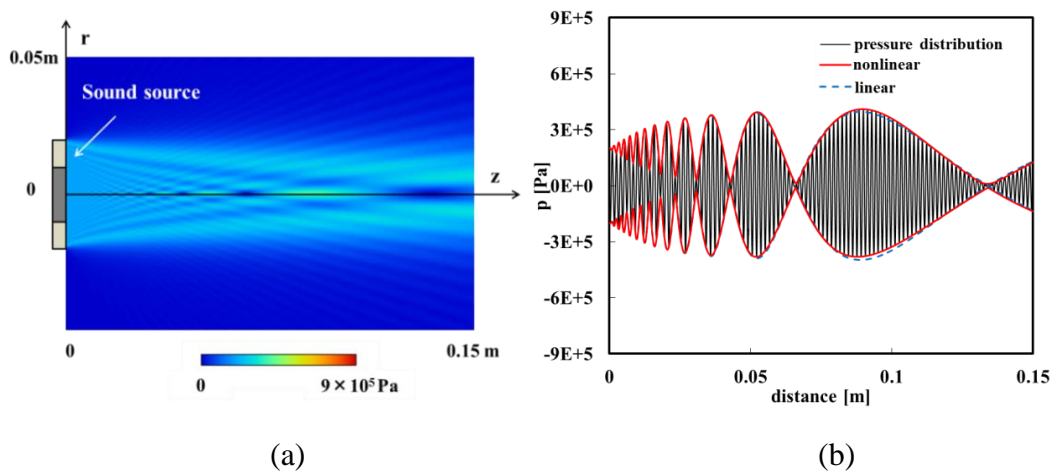 r
0.05m
Sound source
0
z
0
0.15 m
0
9 × 10⁵ Pa
(a)
9E+5
6E+5
3E+5
0E+0
-3E+5
-6E+5
-9E+5
p [Pa]
pressure distribution
nonlinear
linear
0
0.05
0.1
0.15
distance [m]
(b)